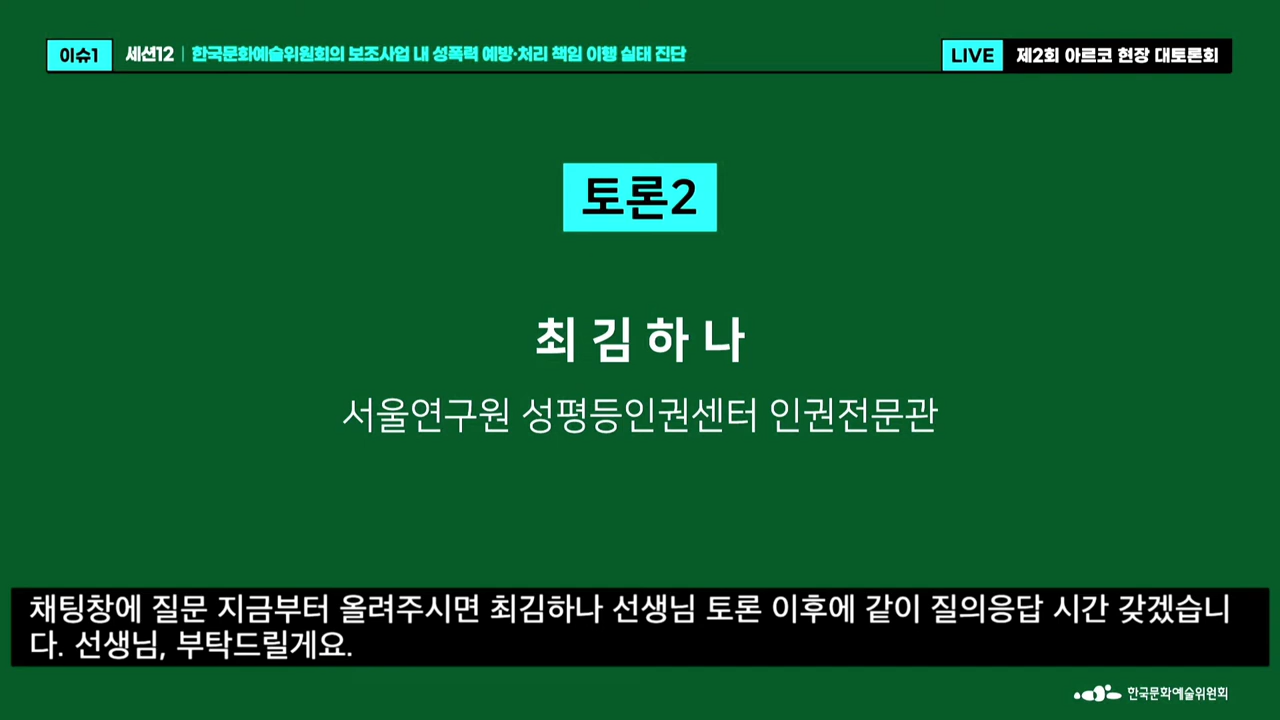 이슈1 세션12 | 한국문화예술위원회의 보조사업 내 성폭력 예방·처리 책임 이행 실태 진단
LIVE 제2회 아르코 현장 대토론회
토론2
최김하나
서울연구원 성평등인권센터 인권전문관
채팅창에 질문 지금부터 올려주시면 최김하나 선생님 토론 이후에 같이 질의응답 시간 갖겠습니
다. 선생님, 부탁드릴게요.
한국문화예술위원회